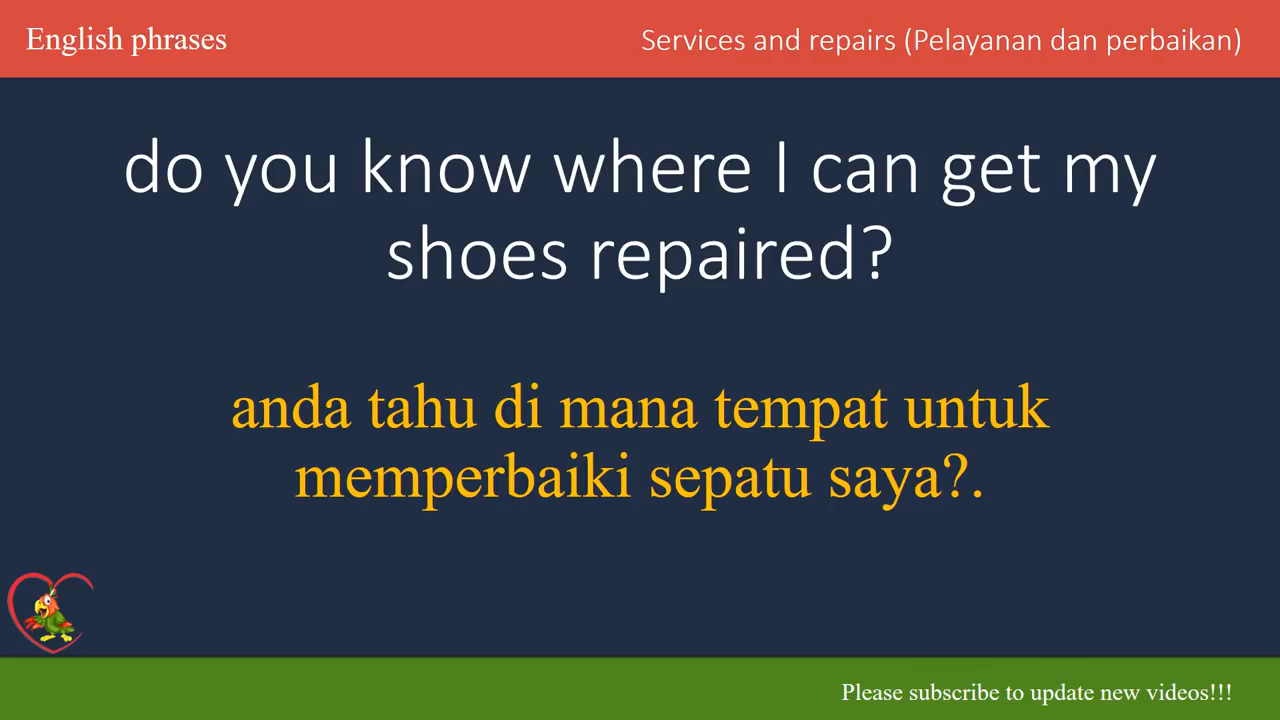 English phrases
Services and repairs (Pelayanan dan perbaikan)
do you know where I can get my
shoes repaired?
anda tahu di mana tempat untuk
memperbaiki sepatu saya?.
Please subscribe to update new videos!!!